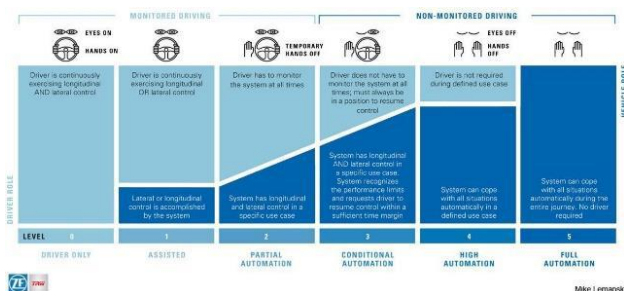 MONITORED DRIVING
NON-MONITORED DRIVING
EYES ON
HANDS ON
TEMPORARY
HANDS OFF
EYES OFF
HANDS
OFF
Driver is continuously
exercising longitudinal
AND lateral control
Driver is continuously
exercising longitudinal
OR lateral control
Driver has to monitor
the system at all times
Driver does not have to
monitor the system at all
times; must always be
in a position to resume
control
Driver is not required
during defined use case
Lateral or longitudinal
control is accomplished
by the system
System has longitudinal
and lateral control in a
specific use case
System has longitudinal
AND lateral control in
a specific use case.
System recognizes
the performance limits
and requests driver to
resume control within a
sufficient time margin
System can cope
with all situations
automatically in a
defined use case
System can cope
with all situations
automatically during the
entire journey. No driver
required
DRIVER ROLE
VEHICLE ROLE
LEVEL 0 1 2 3 4 5
DRIVER ONLY
ASSISTED
PARTIAL
AUTOMATION
CONDITIONAL
AUTOMATION
HIGH
AUTOMATION
FULL
AUTOMATION
ZF TRW
Mike Lemanski